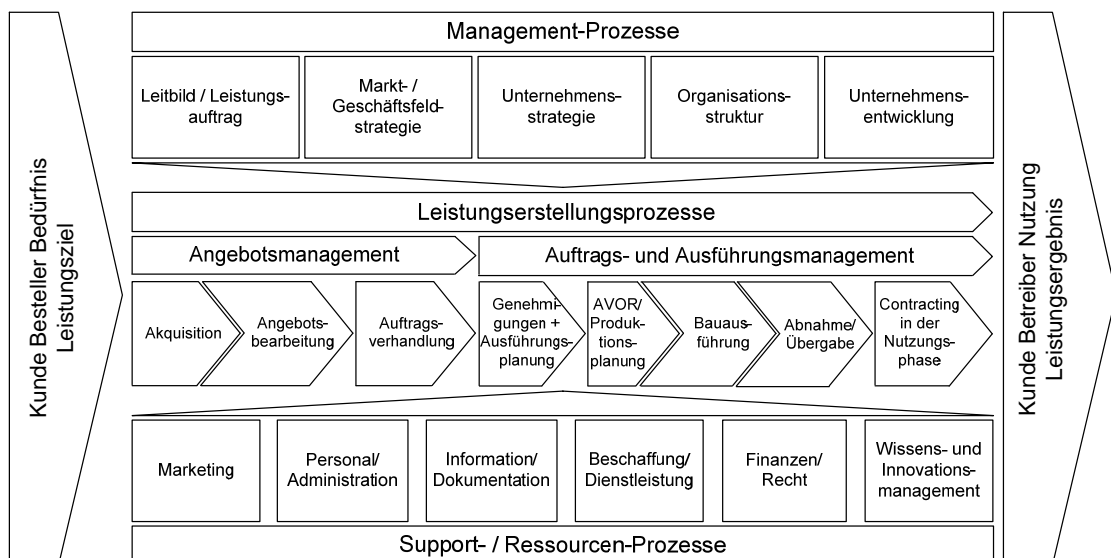 Kunde Besteller Bedürfnis
Leistungsziel
Management-Prozesse
Leitbild / Leistungs-
auftrag
Markt- /
Geschäftsfeld-
strategie
Unternehmens-
strategie
Organisations-
struktur
Unternehmens-
entwicklung
Leistungserstellungsprozesse
Angebotsmanagement
Auftrags- und Ausführungsmanagement
Akquisition
Angebots-
bearbeitung
Auftrags-
verhandlung
Genehmi-
gungen +
Ausführungs-
planung
AVOR/
Produk-
tions-
planung
Bauaus-
führung
Abnahme/
Übergabe
Contracting
in der
Nutzungs-
phase
Marketing
Personal/
Administration
Information/
Dokumentation
Beschaffung/
Dienstleistung
Finanzen/
Recht
Wissens- und
Innovations-
management
Support- / Ressourcen-Prozesse
Kunde Betreiber Nutzung
Leistungsergebnis